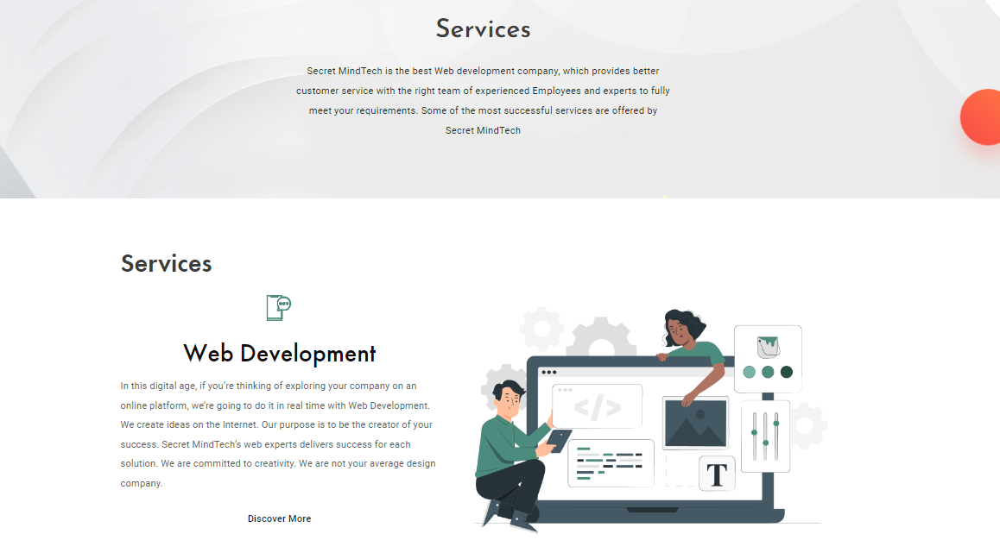 Services
Secret MindTech is the best Web development company, which provides better
customer service with the right team of experienced Employees and experts to fully
meet your requirements. Some of the most successful services are offered by
Secret MindTech
Services
Web Development
In this digital age, if you’re thinking of exploring your company on an
online platform, we’re going to do it in real time with Web Development.
We create ideas on the Internet. Our purpose is to be the creator of your
success. Secret MindTech’s web experts delivers success for each
solution. We are committed to creativity. We are not your average design
company.
Discover More
</>
T